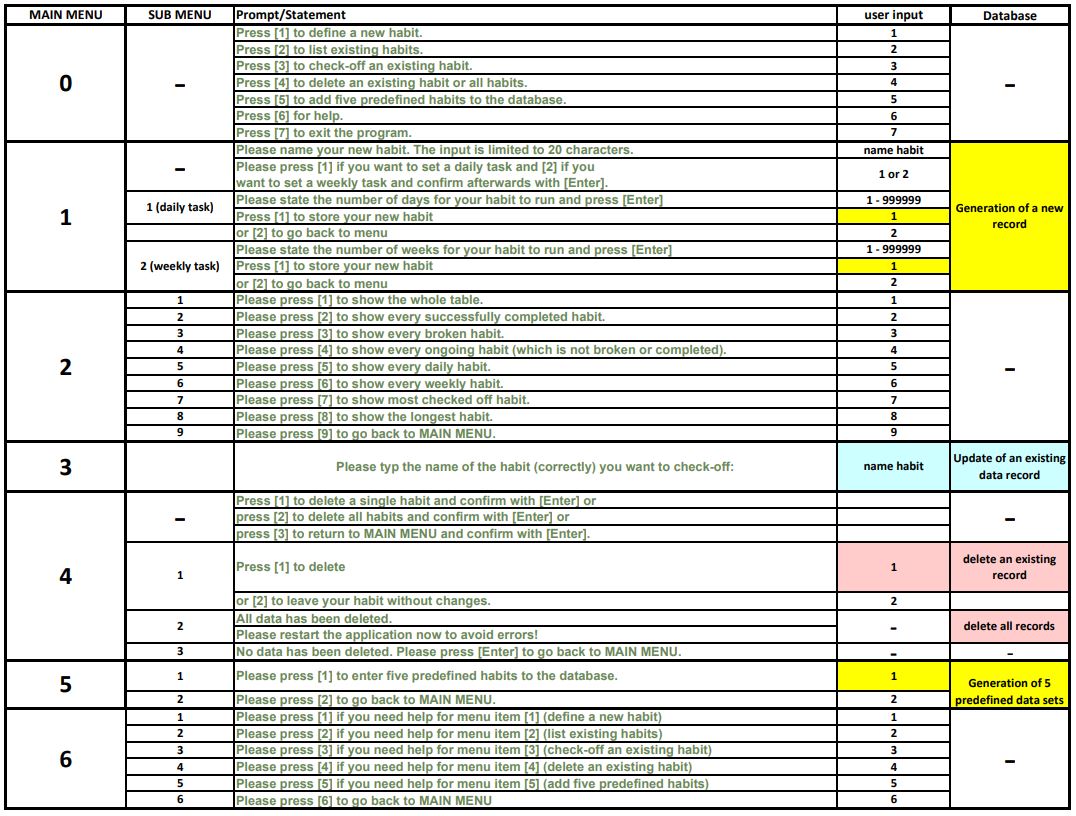 MAIN MENU SUB MENU Prompt/Statement user input Database
0 – Press [1] to define a new habit. 1 –
Press [2] to list existing habits. 2
Press [3] to check-off an existing habit. 3
Press [4] to delete an existing habit or all habits. 4
Press [5] to add five predefined habits to the database. 5
Press [6] for help. 6
Press [7] to exit the program. 7
1 – Please name your new habit. The input is limited to 20 characters. name habit Generation of a new
record
Please press [1] if you want to set a daily task and [2] if you
want to set a weekly task and confirm afterwards with [Enter]. 1 or 2
1 (daily task) Please state the number of days for your habit to run and press [Enter] 1 - 999999
Press [1] to store your new habit 1
or [2] to go back to menu 2
2 (weekly task) Please state the number of weeks for your habit to run and press [Enter] 1 - 999999
Press [1] to store your new habit 1
or [2] to go back to menu 2
2 1 Please press [1] to show the whole table. 1 –
2 Please press [2] to show every successfully completed habit. 2
3 Please press [3] to show every broken habit. 3
4 Please press [4] to show every ongoing habit (which is not broken or completed). 4
5 Please press [5] to show every daily habit. 5
6 Please press [6] to show every weekly habit. 6
7 Please press [7] to show most checked off habit. 7
8 Please press [8] to show the longest habit. 8
9 Please press [9] to go back to MAIN MENU. 9
3 Please typ the name of the habit (correctly) you want to check-off: name habit Update of an existing
data record
4 – Press [1] to delete a single habit and confirm with [Enter] or –
press [2] to delete all habits and confirm with [Enter] or
press [3] to return to MAIN MENU and confirm with [Enter].
1 Press [1] to delete 1 delete an existing
record
or [2] to leave your habit without changes. 2
2 All data has been deleted. – delete all records
Please restart the application now to avoid errors!
3 No data has been deleted. Please press [Enter] to go back to MAIN MENU. – –
5 1 Please press [1] to enter five predefined habits to the database. 1 Generation of 5
predefined data sets
2 Please press [2] to go back to MAIN MENU. 2
6 1 Please press [1] if you need help for menu item [1] (define a new habit) 1 –
2 Please press [2] if you need help for menu item [2] (list existing habits) 2
3 Please press [3] if you need help for menu item [3] (check-off an existing habit) 3
4 Please press [4] if you need help for menu item [4] (delete an existing habit) 4
5 Please press [5] if you need help for menu item [5] (add five predefined habits) 5
6 Please press [6] to go back to MAIN MENU 6